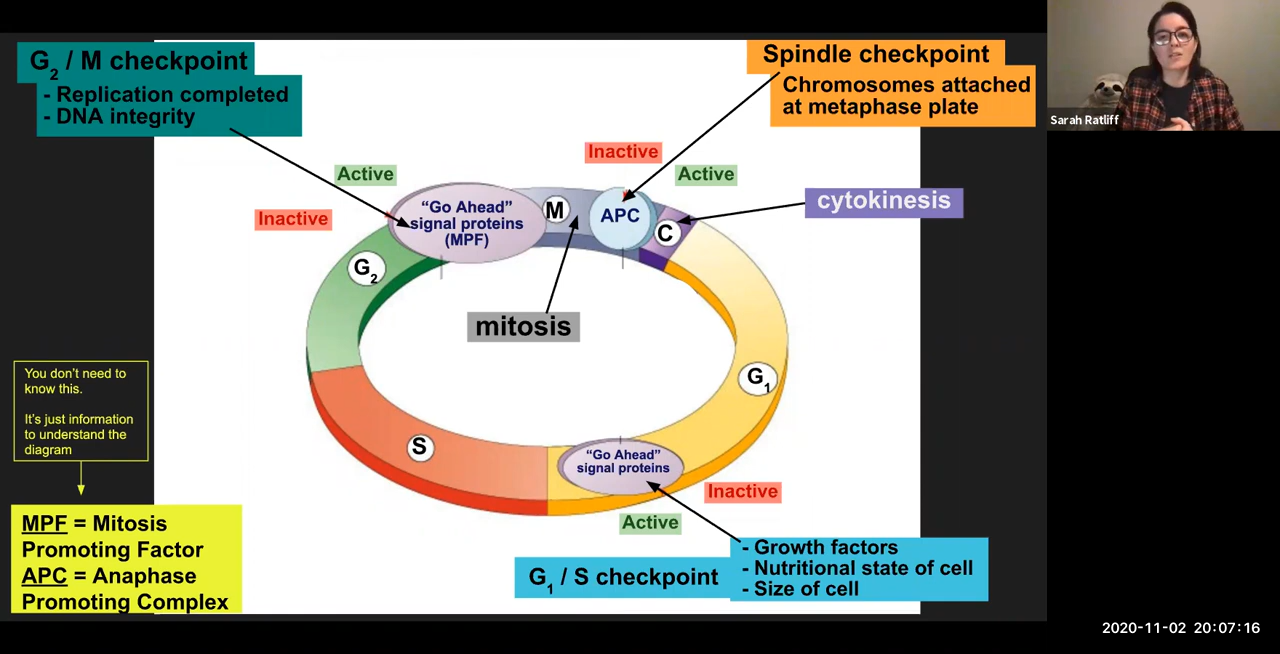 G2 / M checkpoint
- Replication completed
- DNA integrity
Spindle checkpoint
Chromosomes attached
at metaphase plate
Sarah Ratliff
Inactive
Active
Active
Inactive
"Go Ahead"
signal proteins
(MPF)
M
APC
C
cytokinesis
G2
mitosis
You don't need to
know this.
It's just information
to understand the
diagram
G1
S
"Go Ahead"
signal proteins
Inactive
Active
MPF = Mitosis
Promoting Factor
APC = Anaphase
Promoting Complex
G1 / S checkpoint
- Growth factors
- Nutritional state of cell
- Size of cell
2020-11-02 20:07:16